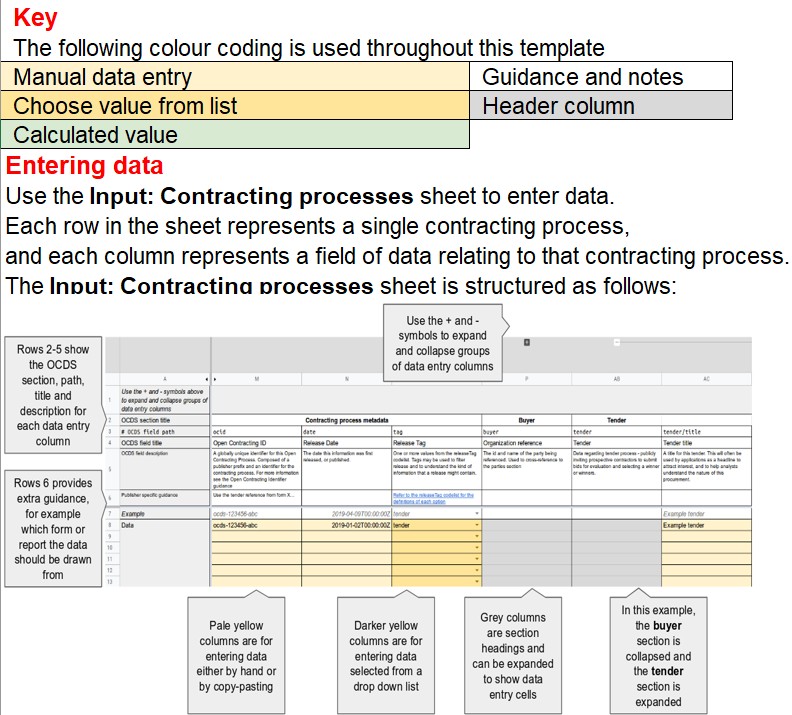 Key
The following colour coding is used throughout this template
Manual data entry
Guidance and notes
Choose value from list
Header column
Calculated value
Entering data
Use the Input: Contracting processes sheet to enter data.
Each row in the sheet represents a single contracting process,
and each column represents a field of data relating to that contracting process.
The Input: Contracting processes sheet is structured as follows:
Use the + and -
symbols to expand
and collapse groups
of data entry columns
Rows 2-5 show
the OCDS
section, path,
title and
description for
each data entry
column
A
M
N
F
AB
AC
1
Use the + and - symbols above
to expand and collapse groups of
data entry columns
2
OCDS section title
Contracting process metadata
Buyer
Tender
3
# OCDS field path
ocid
date
tag
buyer
tender
tender/title
4
OCDS field title
Open Contracting ID
Release Date
Release Tag
Organization reference
Tender
Tender title
5
OCDS field description
A globally unique identifier for this Open
Contracting Process. Composed of a
publisher prefix and an identifier for the
contracting process. For more information
see the Open Contracting Identifier
guidance
The date this information was first
released, or published.
One or more values from the releaseTag
codelist. Tags may be used to filter
release and to understand the kind of
information that a release might contain.
The id and name of the party being
referenced. Used to cross-reference to
the parties section
Data regarding tender process - publicly
inviting prospective contractors to submit
bids for evaluation and selecting a winner
or winners.
A title for this tender. This will often be
used by applications as a headline to
attract interest, and to help analysts
understand the nature of this
procurement.
6
Publisher specific guidance
Use the tender reference from form X...
Refer to the releaseTag codelist for the
definitions of each option
7
Example
ocds-123456-abc
2019-04-09T00:00:00Z
tender
Example tender
8
Data
ocds-123456-abc
2019-01-02T00:00:00Z
tender
Example tender
9
10
11
12
13
Rows 6 provides
extra guidance,
for example
which form or
report the data
should be drawn
from
Pale yellow
columns are for
entering data
either by hand or
by copy-pasting
Darker yellow
columns are for
entering data
selected from a
drop down list
Grey columns
are section
headings and
can be expanded
to show data
entry cells
In this example,
the buyer
section is
collapsed and
the tender
section is
expanded